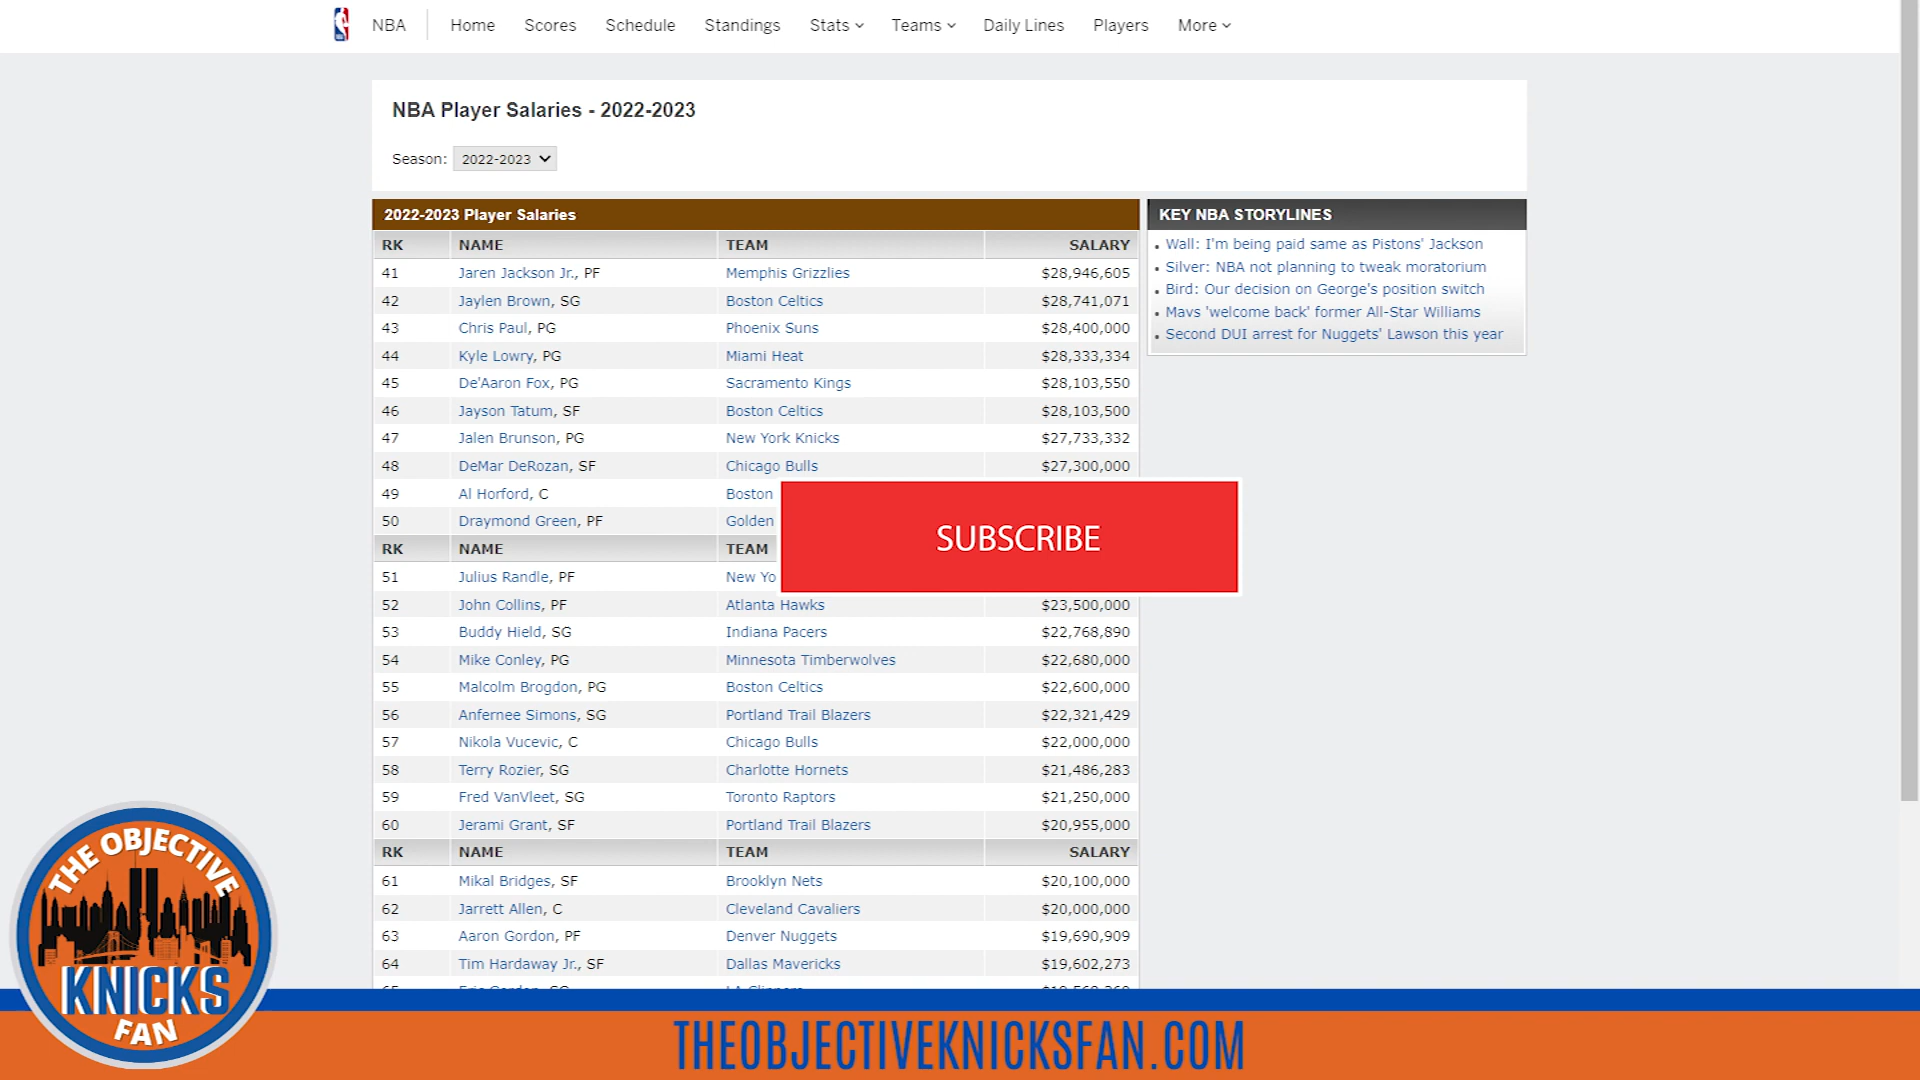 NBA Home Scores Schedule Standings Stats Teams Daily Lines Players More
NBA Player Salaries - 2022-2023
Season: 2022-2023
2022-2023 Player Salaries
RK NAME TEAM SALARY
41 Jaren Jackson Jr., PF Memphis Grizzlies $28,946,605
42 Jaylen Brown, SG Boston Celtics $28,741,071
43 Chris Paul, PG Phoenix Suns $28,400,000
44 Kyle Lowry, PG Miami Heat $28,333,334
45 De'Aaron Fox, PG Sacramento Kings $28,103,550
46 Jayson Tatum, SF Boston Celtics $28,103,500
47 Jalen Brunson, PG New York Knicks $27,733,332
48 DeMar DeRozan, SF Chicago Bulls $27,300,000
49 Al Horford, C Boston
50 Draymond Green, PF Golden
RK NAME TEAM
51 Julius Randle, PF New Yo
52 John Collins, PF Atlanta Hawks $23,500,000
53 Buddy Hield, SG Indiana Pacers $22,768,890
54 Mike Conley, PG Minnesota Timberwolves $22,680,000
55 Malcolm Brogdon, PG Boston Celtics $22,600,000
56 Anfernee Simons, SG Portland Trail Blazers $22,321,429
57 Nikola Vucevic, C Chicago Bulls $22,000,000
58 Terry Rozier, SG Charlotte Hornets $21,486,283
59 Fred VanVleet, SG Toronto Raptors $21,250,000
60 Jerami Grant, SF Portland Trail Blazers $20,955,000
RK NAME TEAM SALARY
61 Mikal Bridges, SF Brooklyn Nets $20,100,000
62 Jarrett Allen, C Cleveland Cavaliers $20,000,000
63 Aaron Gordon, PF Denver Nuggets $19,690,909
64 Tim Hardaway Jr., SF Dallas Mavericks $19,602,273
KEY NBA STORYLINES
Wall: I'm being paid same as Pistons' Jackson
Silver: NBA not planning to tweak moratorium
Bird: Our decision on George's position switch
Mavs 'welcome back' former All-Star Williams
Second DUI arrest for Nuggets' Lawson this year
SUBSCRIBE
THE OBJECTIVE
KNICKS
FAN
THEOBJECTIVEKNICKSFAN.COM